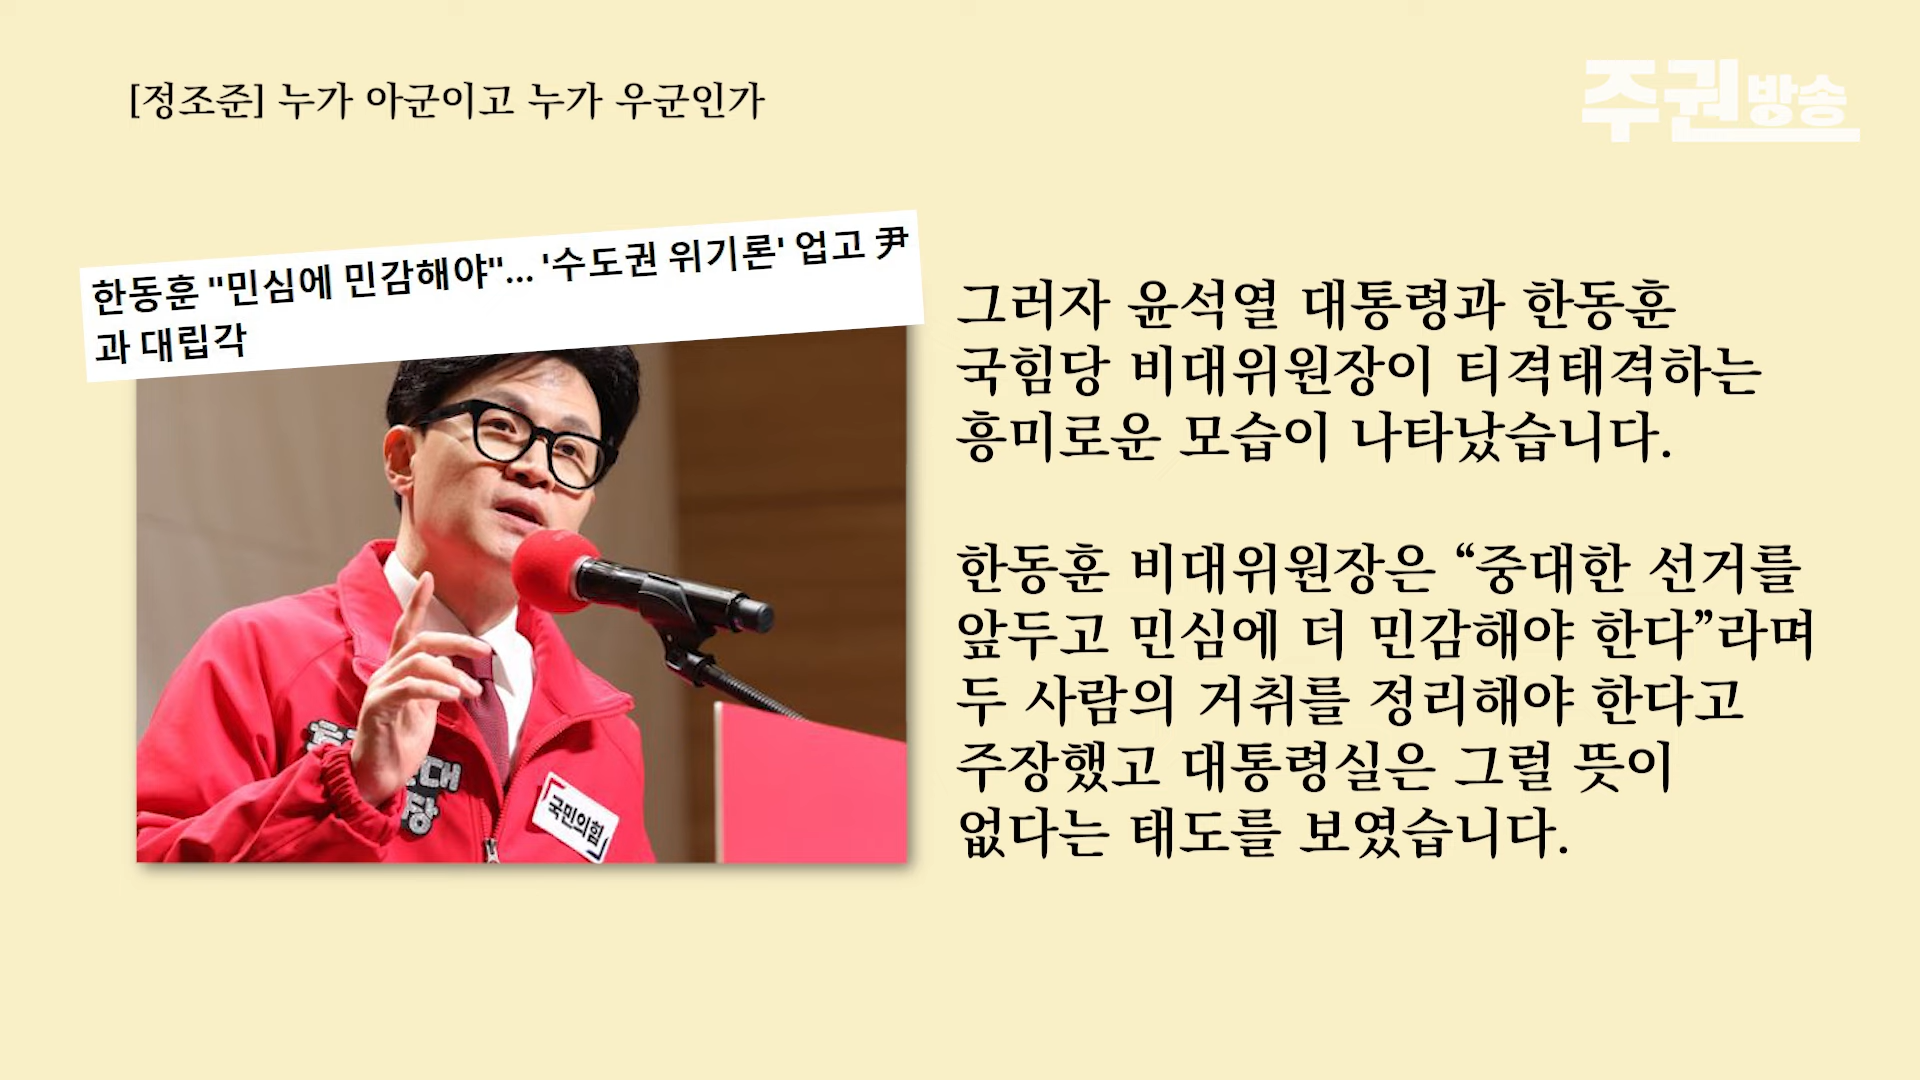 [정조준] 누가 아군이고 누가 우군인가
주권방송
한동훈 "민심에 민감해야"... '수도권 위기론' 업고 尹
과 대립각
그러자 윤석열 대통령과 한동훈
국힘당 비대위원장이 티격태격하는
흥미로운 모습이 나타났습니다.
한동훈 비대위원장은 “중대한 선거를
앞두고 민심에 더 민감해야 한다”라며
두 사람의 거취를 정리해야 한다고
주장했고 대통령실은 그럴 뜻이
없다는 태도를 보였습니다.
국민의힘